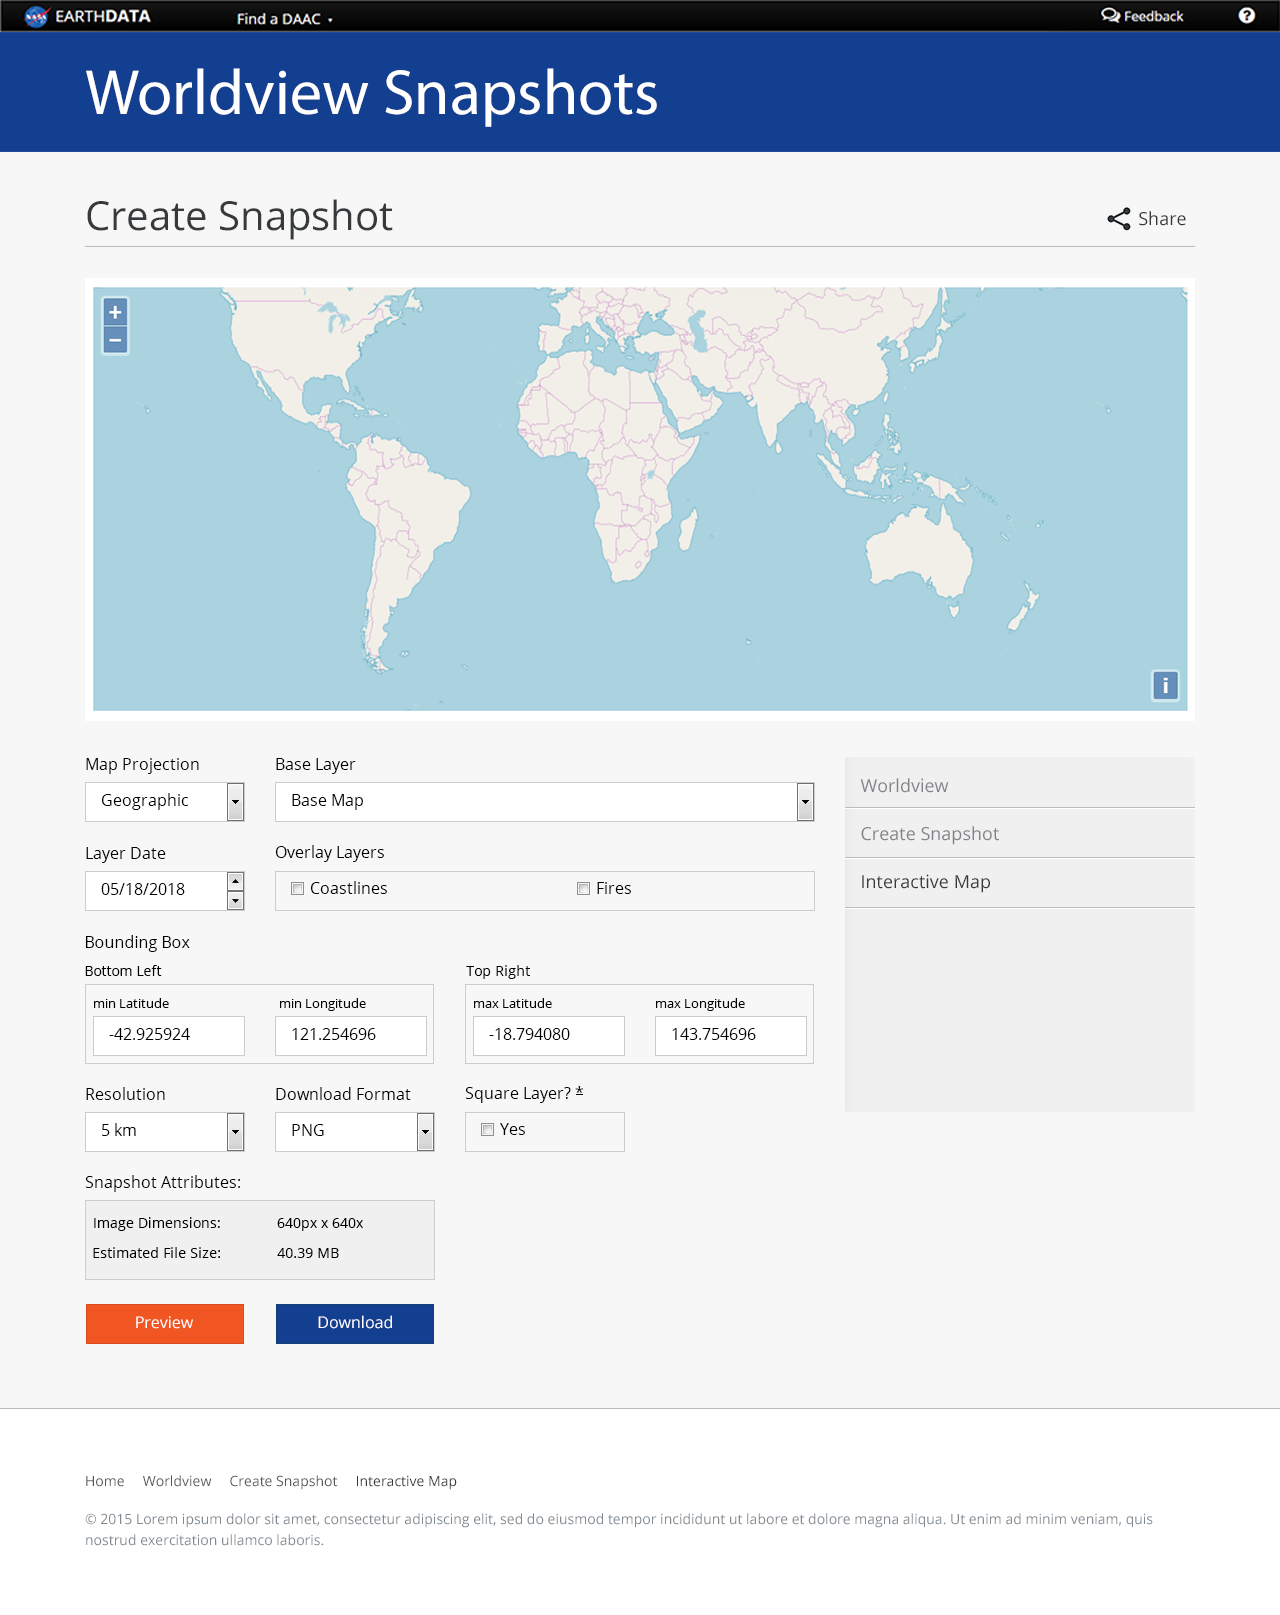 EARTHDATA Find a DAAC Feedback ?
Worldview Snapshots
Create Snapshot Share
+
−
i
Map Projection Base Layer
Geographic Base Map
Worldview
Create Snapshot
Interactive Map
Layer Date Overlay Layers
05/18/2018 Coastlines Fires
Bounding Box
Bottom Left Top Right
min Latitude min Longitude max Latitude max Longitude
-42.925924 121.254696 -18.794080 143.754696
Resolution Download Format Square Layer? *
5 km PNG Yes
Snapshot Attributes:
Image Dimensions: 640px x 640x
Estimated File Size: 40.39 MB
Preview Download
Home Worldview Create Snapshot Interactive Map
© 2015 Lorem ipsum dolor sit amet, consectetur adipiscing elit, sed do eiusmod tempor incididunt ut labore et dolore magna aliqua. Ut enim ad minim veniam, quis
nostrud exercitation ullamco laboris.